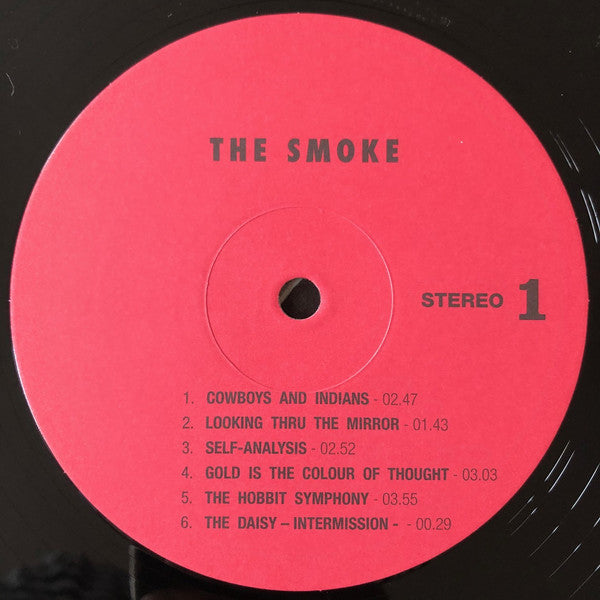 THE SMOKE
STEREO 1
1. COWBOYS AND INDIANS - 02.47
2. LOOKING THRU THE MIRROR - 01.43
3. SELF-ANALYSIS - 02.52
4. GOLD IS THE COLOUR OF THOUGHT - 03.03
5. THE HOBBIT SYMPHONY - 03.55
6. THE DAISY – INTERMISSION - - 00.29